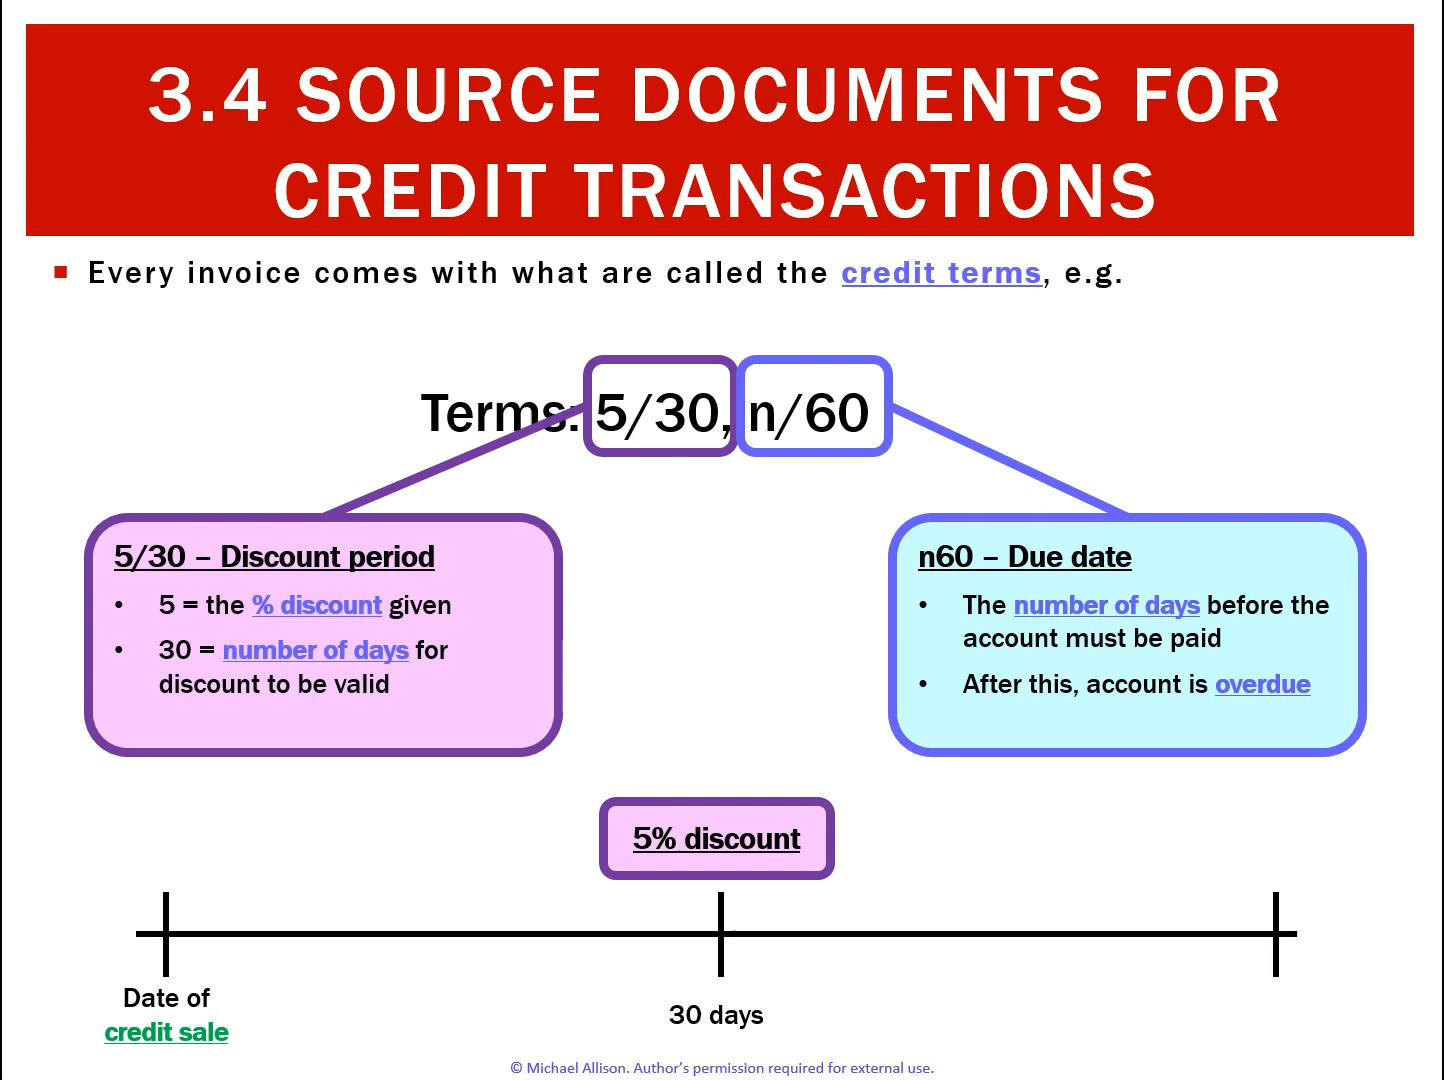 3.4 SOURCE DOCUMENTS FOR
CREDIT TRANSACTIONS
Every invoice comes with what are called the credit terms, e.g.
Terms: 5/30, n/60
5/30 – Discount period
• 5 = the % discount given
• 30 = number of days for
discount to be valid
n60 – Due date
• The number of days before the
account must be paid
• After this, account is overdue
5% discount
Date of
credit sale
30 days
© Michael Allison. Author's permission required for external use.